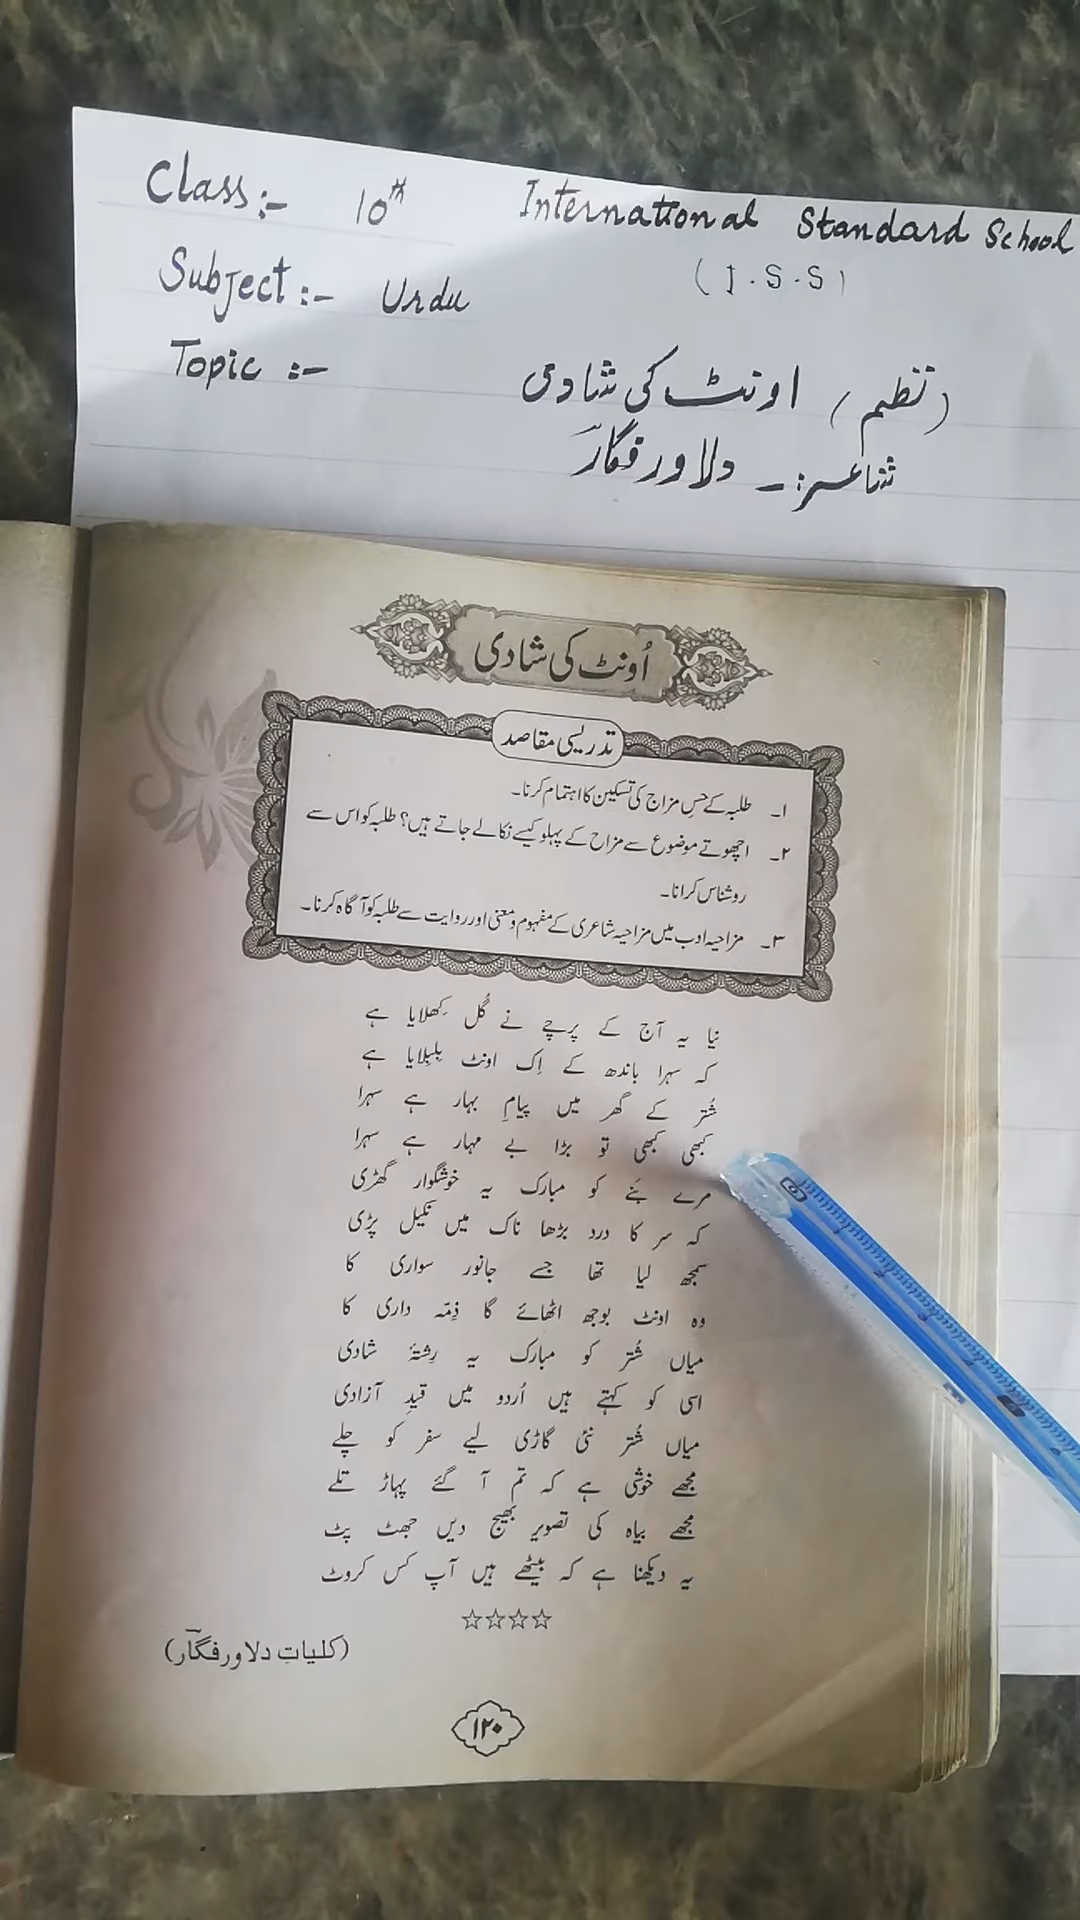 Class:- 10th International Standard School
Subject:- Urdu (I.S.S)
Topic:- (نظم) اونٹ کی شادی
شاعر:۔ دلاور فگارؔ
اُونٹ کی شادی
تدریسی مقاصد
۱۔ طلبہ کے حسِ مزاح کی تسکین کا اہتمام کرنا۔
۲۔ اچھوتے موضوع سے مزاح کے پہلو کیسے نکالے جاتے ہیں؟ طلبہ کو اس سے
روشناس کرانا۔
۳۔ مزاحیہ ادب میں مزاحیہ شاعری کے مفہوم و معنی اور روایت سے طلبہ کو آگاہ کرنا۔
نیا یہ آج کے پرچے نے گُل کِھلایا ہے
کہ سہرا باندھ کے اِک اونٹ بِلبِلایا ہے
شُتر کے گھر میں پیامِ بہار ہے سہرا
کبھی کبھی تو بڑا بے مہار ہے سہرا
مرے بَنے کو مبارک یہ خوشگوار گھڑی
کہ سر کا درد بڑھا ناک میں نکیل پڑی
سمجھ لیا تھا جسے جانور سواری کا
وہ اونٹ بوجھ اٹھائے گا ذِمّہ داری کا
میاں شُتر کو مبارک یہ رِشتۂ شادی
اسی کو کہتے ہیں اُردو میں قیدِ آزادی
میاں شُتر نئی گاڑی لیے سفر کو چلے
مجھے خوشی ہے کہ تم آ گئے پہاڑ تلے
مجھے بیاہ کی تصویر بھیج دیں جھٹ پٹ
یہ دیکھنا ہے کہ بیٹھے ہیں آپ کس کروٹ
☆☆☆☆
(کلیاتِ دلاور فگارؔ)
۱۲۰